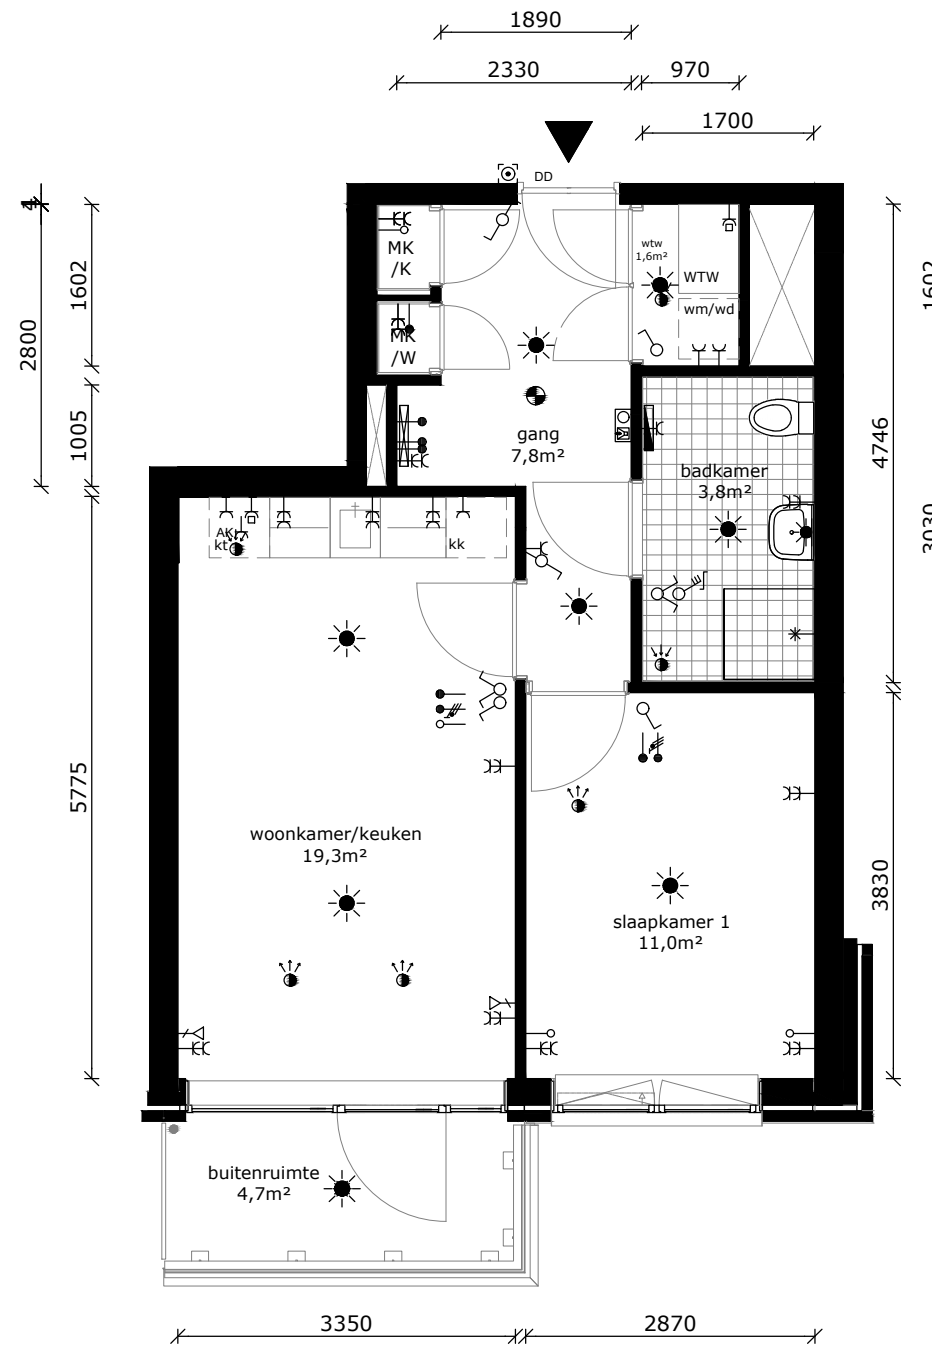 1890
2330
970
1700
DD
4
1602
2800
1005
5775
MK
/K
MK
/W
wtw
1,6m²
WTW
wm/wd
gang
7,8m²
badkamer
3,8m²
AK
kt
kk
woonkamer/keuken
19,3m²
slaapkamer 1
11,0m²
buitenruimte
4,7m²
4746
3830
1602
3030
3350
2870